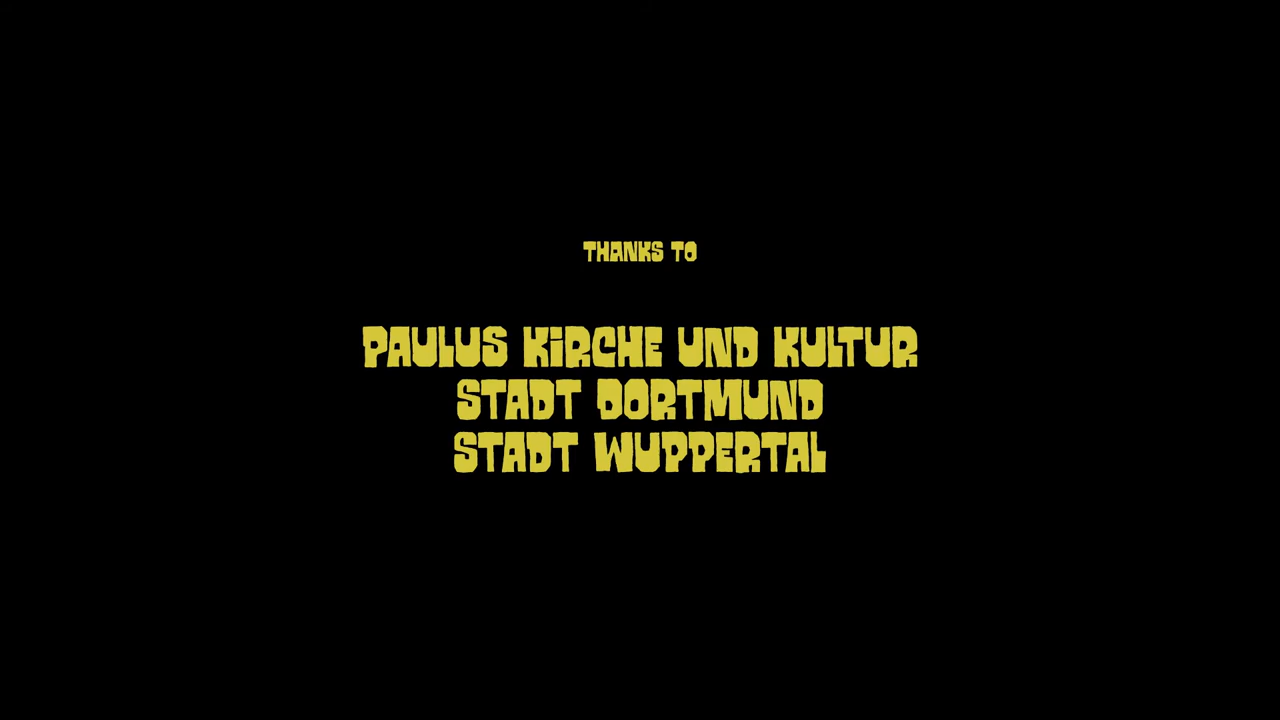 THANKS TO
PAULUS KIRCHE UND KULTUR
STADT DORTMUND
STADT WUPPERTAL